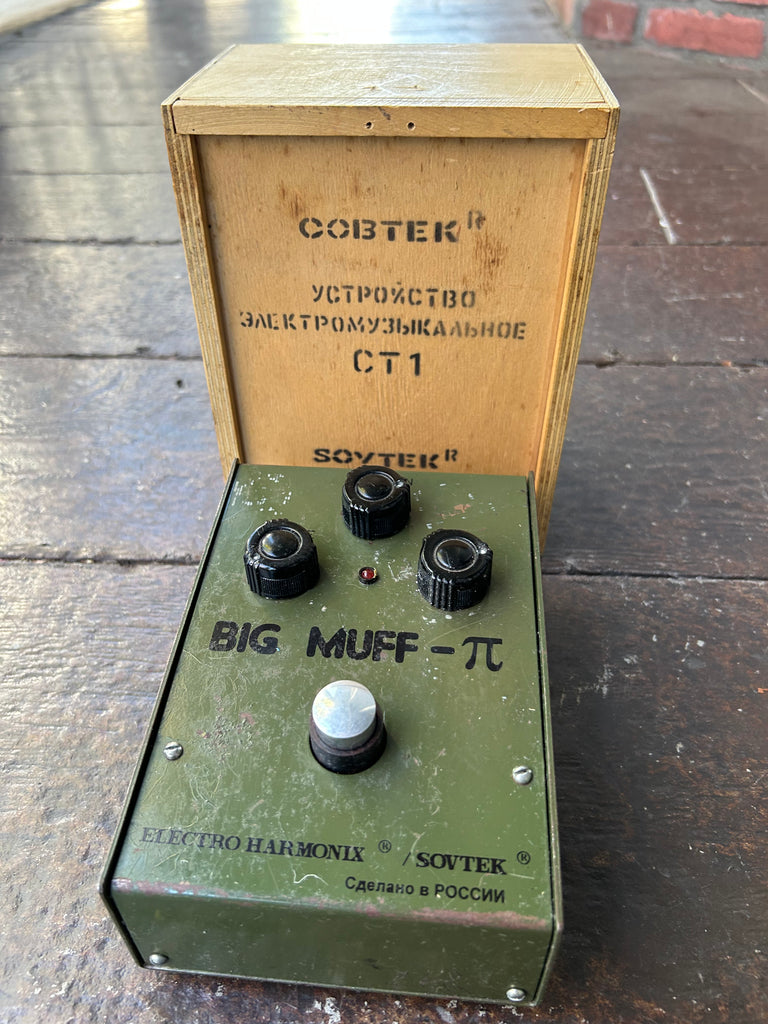 СОВТЕК R
УСТРОЙСТВО
ЭЛЕКТРОМУЗЫКАЛЬНОЕ
СТ1
SOVTEK R
BIG MUFF - π
ELECTRO HARMONIX ® / SOVTEK ®
Сделано в РОССИИ